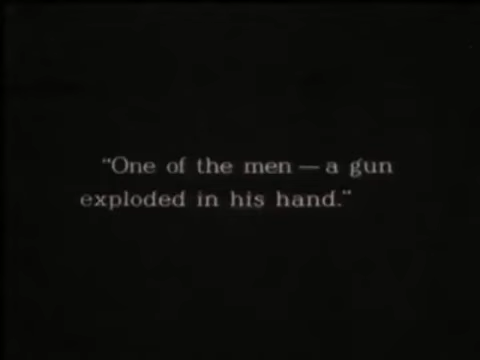 “One of the men — a gun
exploded in his hand.”